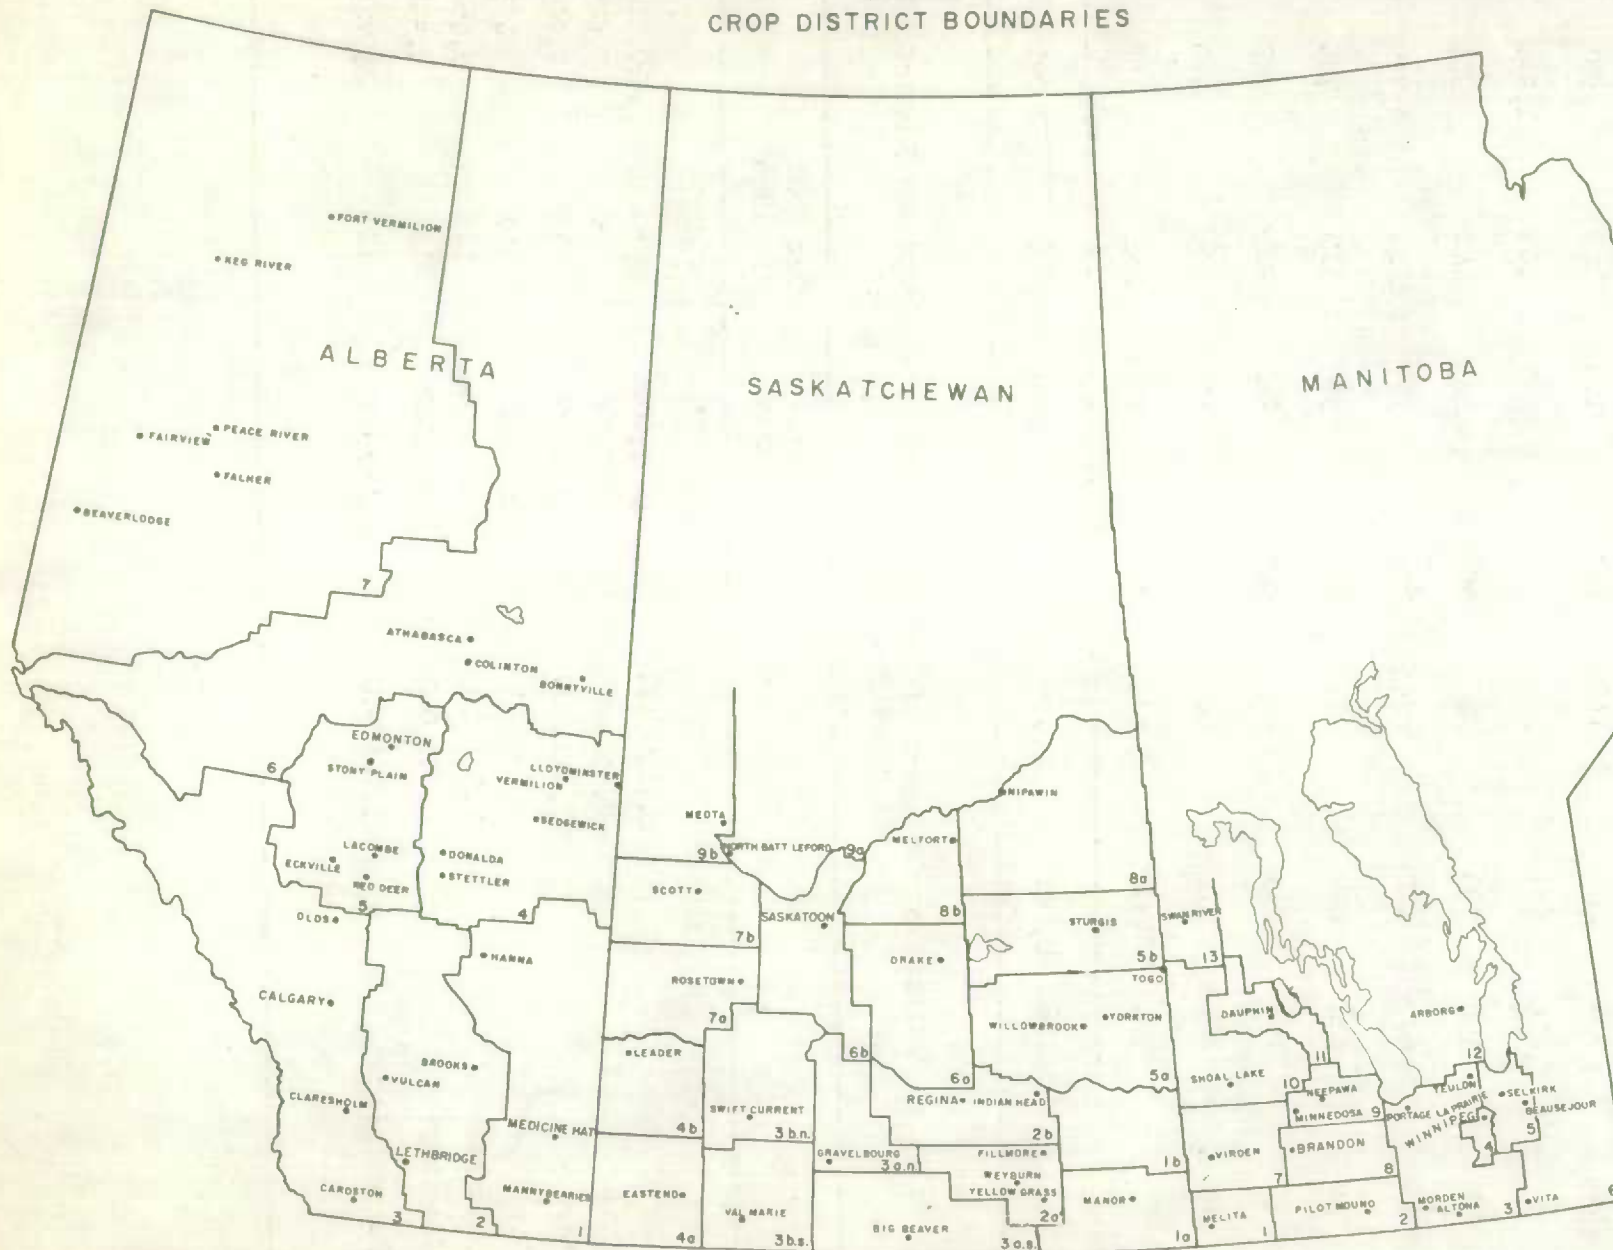 CROP DISTRICT BOUNDARIES
FORT VERMILION
KEG RIVER
ALBERTA
SASKATCHEWAN
MANITOBA
FAIRVIEW
PEACE RIVER
FALHER
BEAVERLODGE
7
ATHABASCA
COLINTON
BONNYVILLE
EDMONTON
STONY PLAIN
6
LLOYDMINSTER
VERMILION
SEDGEWICK
LACOMBE
ECKVILLE
RED DEER
DONALDA
STETTLER
5
4
OLDS
HANNA
CALGARY
BROOKS
VULCAN
CLARESHOLM
MEDICINE HAT
LETHBRIDGE
CARDSTON
MANNYBEARIES
3
2
1
MEOTA
NORTH BATTLEFORD
9b
9a
SCOTT
7b
SASKATOON
ROSETOWN
7a
6b
NIPAWIN
MELFORT
8a
8b
STURGIS
5b
DRAKE
TOGO
WILLOWBROOK
YORKTON
6a
5a
LEADER
SWIFT CURRENT
4b
3 b.n.
REGINA
INDIAN HEAD
2b
GRAVELBOURG
3 a.n.
FILLMORE
WEYBURN
YELLOW GRASS
2a
1b
MANOR
EASTEND
4a
VAL MARIE
3b.s.
BIG BEAVER
3a.s.
1a
SWAN RIVER
13
DAUPHIN
ARBORG
11
12
SHOAL LAKE
10
NEEPAWA
MINNEDOSA
9
TEULON
SELKIRK
PORTAGE LA PRAIRIE
BEAUSEJOUR
WINNIPEG
5
4
VIRDEN
BRANDON
7
8
MELITA
1
PILOT MOUND
2
MORDEN
ALTONA
3
VITA
6